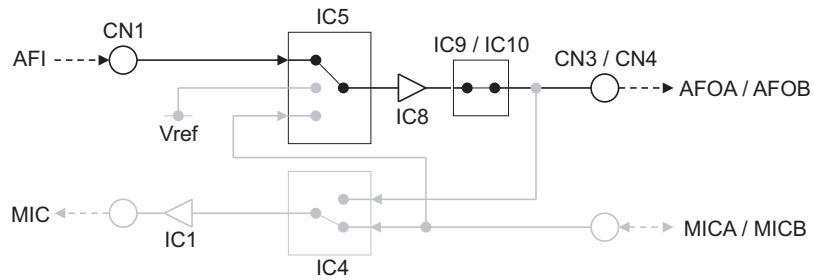 IC5
CN1
IC9 / IC10
CN3 / CN4
AFI
AFOA / AFOB
IC8
Vref
MIC
MICA / MICB
IC1
IC4